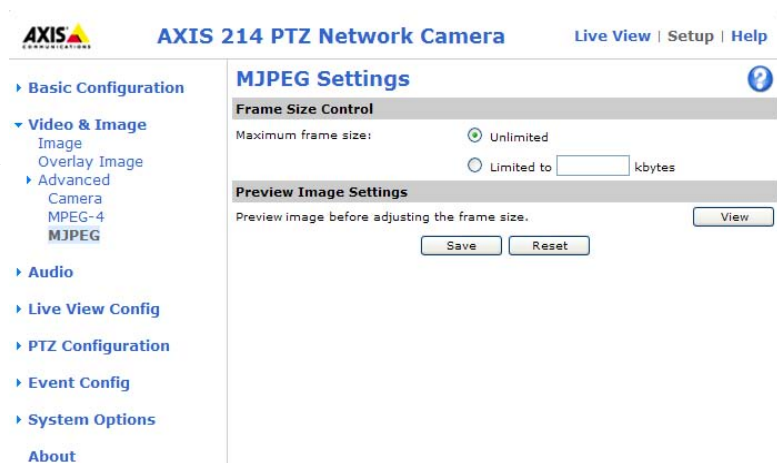 AXIS
COMMUNICATIONS
AXIS 214 PTZ Network Camera
Live View | Setup | Help
Basic Configuration
Video & Image
Image
Overlay Image
Advanced
Camera
MPEG-4
MJPEG
Audio
Live View Config
PTZ Configuration
Event Config
System Options
About
MJPEG Settings
?
Frame Size Control
Maximum frame size:
Unlimited
Limited to kbytes
Preview Image Settings
Preview image before adjusting the frame size.
View
Save Reset